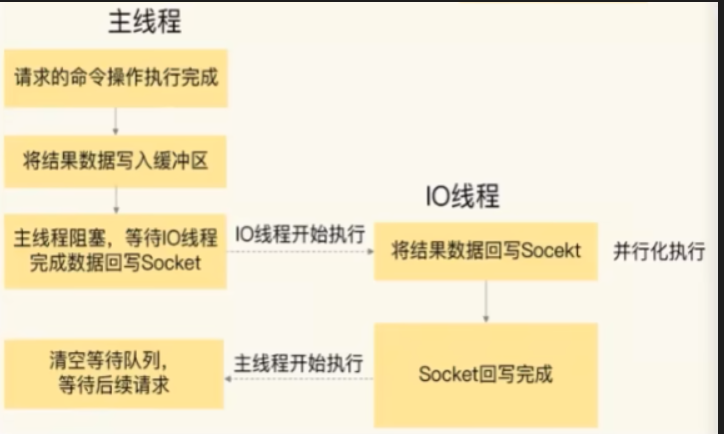 主线程
请求的命令操作执行完成
将结果数据写入缓冲区
主线程阻塞，等待IO线程
完成数据回写Socket
IO线程开始执行
IO线程
将结果数据回写Socekt
并行化执行
Socket回写完成
主线程开始执行
清空等待队列，
等待后续请求